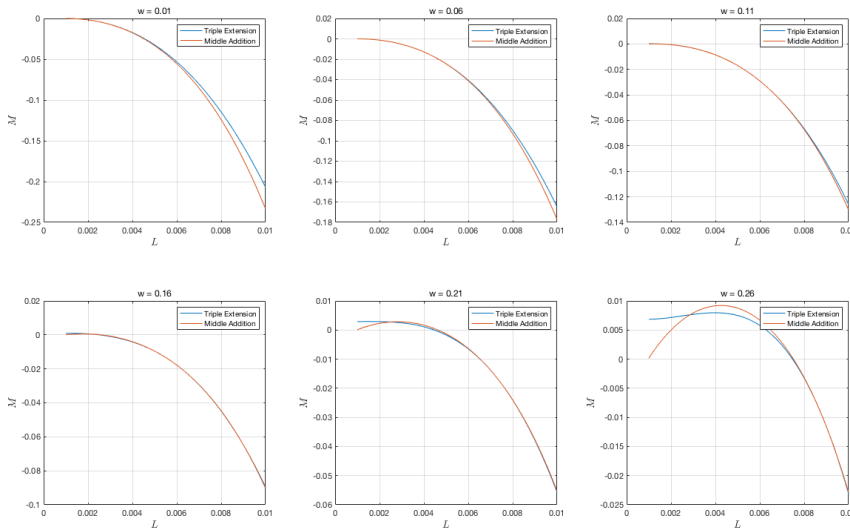 w = 0.01
0
-0.05
-0.1
-0.15
-0.2
-0.25
M
0
0.002
0.004
0.006
0.008
0.01
L
Triple Extension
Middle Addition
w = 0.06
0.02
0
-0.02
-0.04
-0.06
-0.08
-0.1
-0.12
-0.14
-0.16
-0.18
M
0
0.002
0.004
0.006
0.008
0.01
L
Triple Extension
Middle Addition
w = 0.11
0.02
0
-0.02
-0.04
-0.06
-0.08
-0.1
-0.12
-0.14
M
0
0.002
0.004
0.006
0.008
0.0
L
Triple Extension
Middle Addition
w = 0.16
0.02
0
-0.02
-0.04
-0.06
-0.08
-0.1
M
0
0.002
0.004
0.006
0.008
0.01
L
Triple Extension
Middle Addition
w = 0.21
0.01
0
-0.01
-0.02
-0.03
-0.04
-0.05
-0.06
M
0
0.002
0.004
0.006
0.008
0.01
L
Triple Extension
Middle Addition
w = 0.26
0.01
0.005
0
-0.005
-0.01
-0.015
-0.02
-0.025
M
0
0.002
0.004
0.006
0.008
0.0
L
Triple Extension
Middle Addition